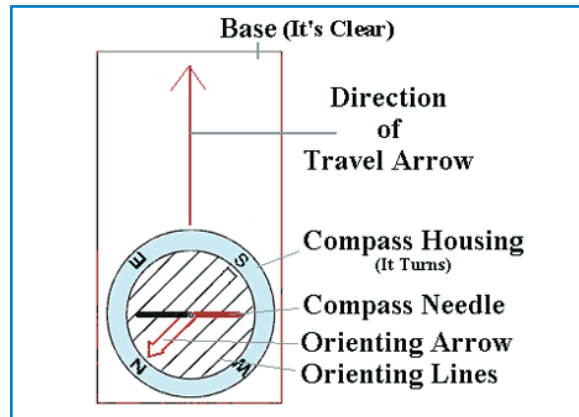 Base (It's Clear)
Direction
of
Travel Arrow
E
S
Compass Housing
(It Turns)
Compass Needle
Orienting Arrow
N
W
Orienting Lines